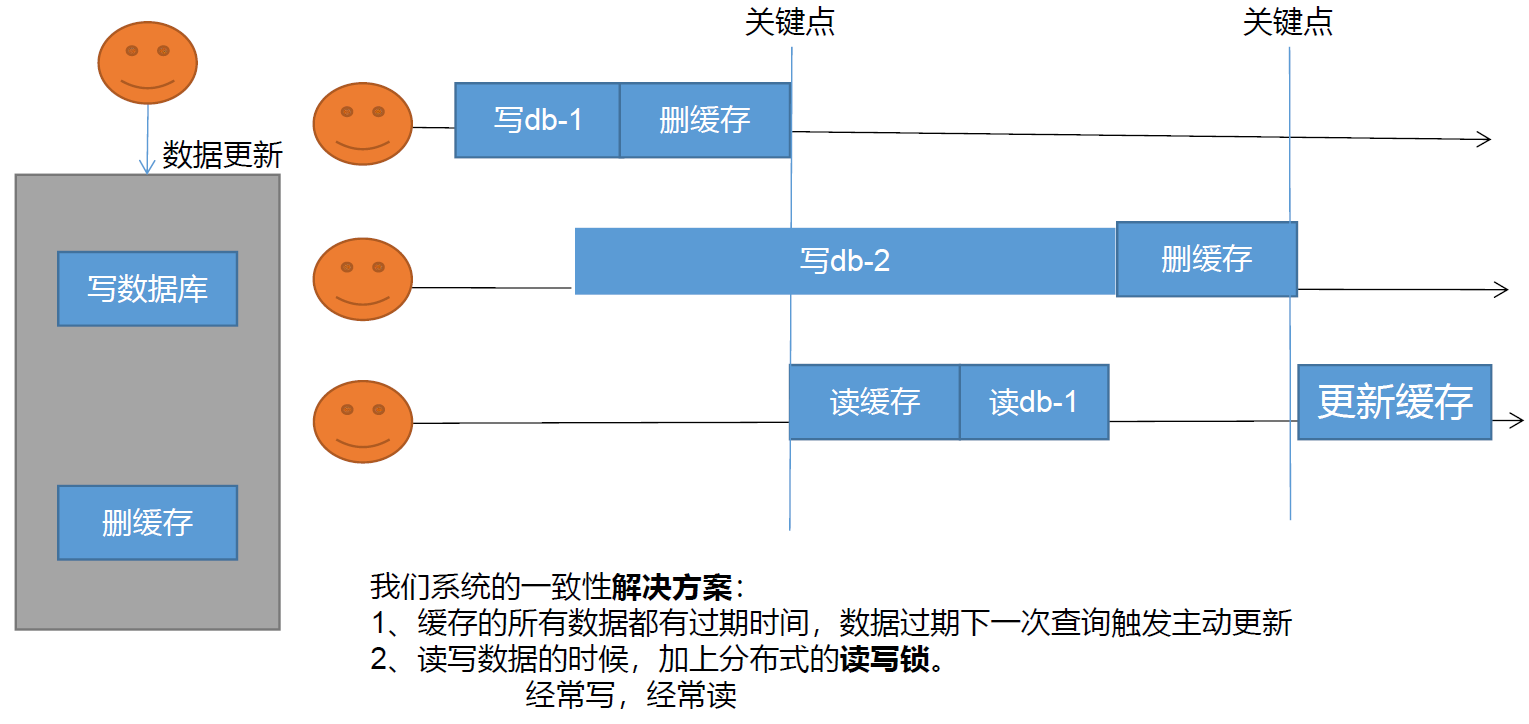 关键点
关键点
数据更新
写数据库
删缓存
写db-1
删缓存
写db-2
删缓存
读缓存
读db-1
更新缓存
我们系统的一致性解决方案：
1、缓存的所有数据都有过期时间，数据过期下一次查询触发主动更新
2、读写数据的时候，加上分布式的读写锁。
经常写，经常读